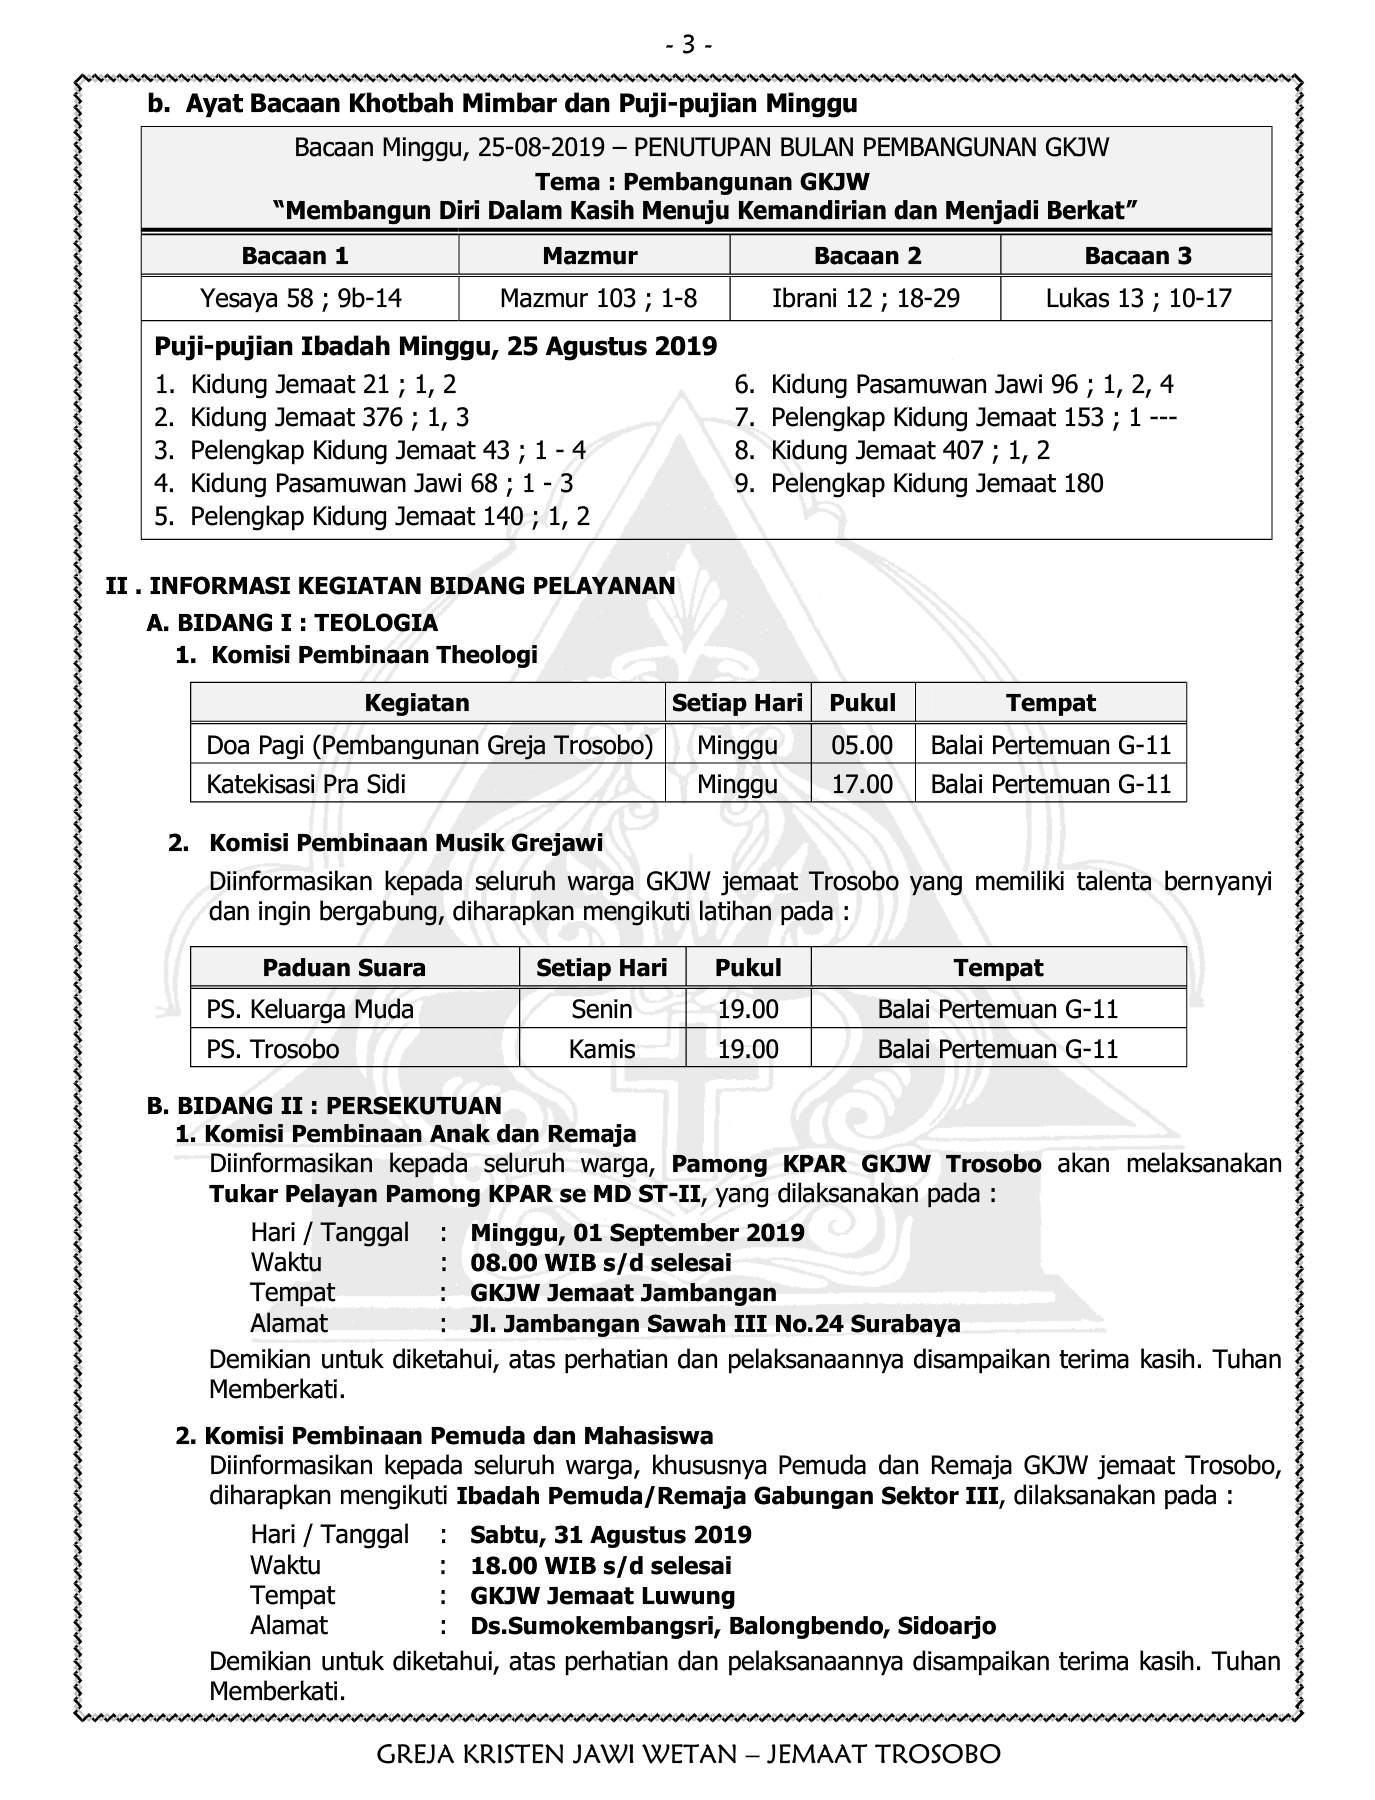 - 3 -
b. Ayat Bacaan Khotbah Mimbar dan Puji-pujian Minggu
Bacaan Minggu, 25-08-2019 – PENUTUPAN BULAN PEMBANGUNAN GKJW
Tema : Pembangunan GKJW
“Membangun Diri Dalam Kasih Menuju Kemandirian dan Menjadi Berkat”
Bacaan 1 Mazmur Bacaan 2 Bacaan 3
Yesaya 58 ; 9b-14 Mazmur 103 ; 1-8 Ibrani 12 ; 18-29 Lukas 13 ; 10-17
Puji-pujian Ibadah Minggu, 25 Agustus 2019
1. Kidung Jemaat 21 ; 1, 2
2. Kidung Jemaat 376 ; 1, 3
3. Pelengkap Kidung Jemaat 43 ; 1 - 4
4. Kidung Pasamuwan Jawi 68 ; 1 - 3
5. Pelengkap Kidung Jemaat 140 ; 1, 2
6. Kidung Pasamuwan Jawi 96 ; 1, 2, 4
7. Pelengkap Kidung Jemaat 153 ; 1 ---
8. Kidung Jemaat 407 ; 1, 2
9. Pelengkap Kidung Jemaat 180
II . INFORMASI KEGIATAN BIDANG PELAYANAN
A. BIDANG I : TEOLOGIA
1. Komisi Pembinaan Theologi
Kegiatan Setiap Hari Pukul Tempat
Doa Pagi (Pembangunan Greja Trosobo) Minggu 05.00 Balai Pertemuan G-11
Katekisasi Pra Sidi Minggu 17.00 Balai Pertemuan G-11
2. Komisi Pembinaan Musik Grejawi
Diinformasikan kepada seluruh warga GKJW jemaat Trosobo yang memiliki talenta bernyanyi
dan ingin bergabung, diharapkan mengikuti latihan pada :
Paduan Suara Setiap Hari Pukul Tempat
PS. Keluarga Muda Senin 19.00 Balai Pertemuan G-11
PS. Trosobo Kamis 19.00 Balai Pertemuan G-11
B. BIDANG II : PERSEKUTUAN
1. Komisi Pembinaan Anak dan Remaja
Diinformasikan kepada seluruh warga, Pamong KPAR GKJW Trosobo akan melaksanakan
Tukar Pelayan Pamong KPAR se MD ST-II, yang dilaksanakan pada :
Hari / Tanggal : Minggu, 01 September 2019
Waktu : 08.00 WIB s/d selesai
Tempat : GKJW Jemaat Jambangan
Alamat : Jl. Jambangan Sawah III No.24 Surabaya
Demikian untuk diketahui, atas perhatian dan pelaksanaannya disampaikan terima kasih. Tuhan
Memberkati.
2. Komisi Pembinaan Pemuda dan Mahasiswa
Diinformasikan kepada seluruh warga, khususnya Pemuda dan Remaja GKJW jemaat Trosobo,
diharapkan mengikuti Ibadah Pemuda/Remaja Gabungan Sektor III, dilaksanakan pada :
Hari / Tanggal : Sabtu, 31 Agustus 2019
Waktu : 18.00 WIB s/d selesai
Tempat : GKJW Jemaat Luwung
Alamat : Ds.Sumokembangsri, Balongbendo, Sidoarjo
Demikian untuk diketahui, atas perhatian dan pelaksanaannya disampaikan terima kasih. Tuhan
Memberkati.
GREJA KRISTEN JAWI WETAN – JEMAAT TROSOBO